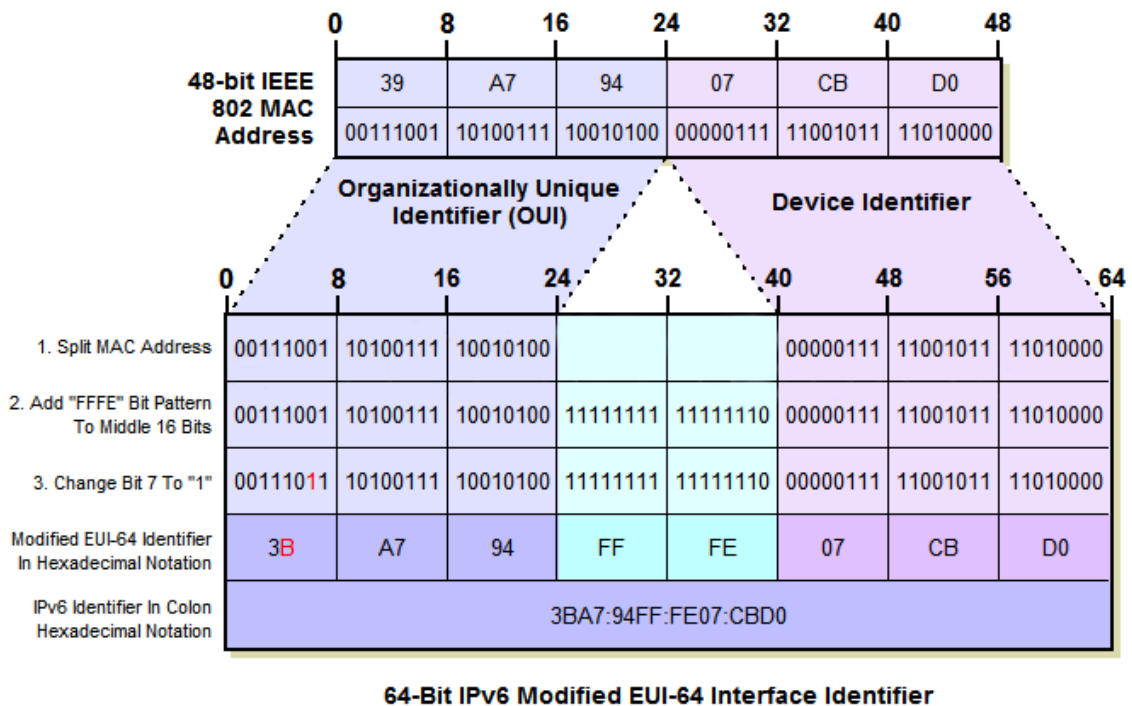 0 8 16 24 32 40 48
48-bit IEEE
802 MAC
Address
39 A7 94 07 CB D0
00111001 10100111 10010100 00000111 11001011 11010000
Organizationally Unique
Identifier (OUI)
Device Identifier
0 8 16 24 32 40 48 56 64
1. Split MAC Address 00111001 10100111 10010100 00000111 11001011 11010000
2. Add "FFFE" Bit Pattern
To Middle 16 Bits
00111001 10100111 10010100 11111111 11111110 00000111 11001011 11010000
3. Change Bit 7 To "1" 00111011 10100111 10010100 11111111 11111110 00000111 11001011 11010000
Modified EUI-64 Identifier
In Hexadecimal Notation
3B A7 94 FF FE 07 CB D0
IPv6 Identifier In Colon
Hexadecimal Notation
3BA7:94FF:FE07:CBD0
64-Bit IPv6 Modified EUI-64 Interface Identifier